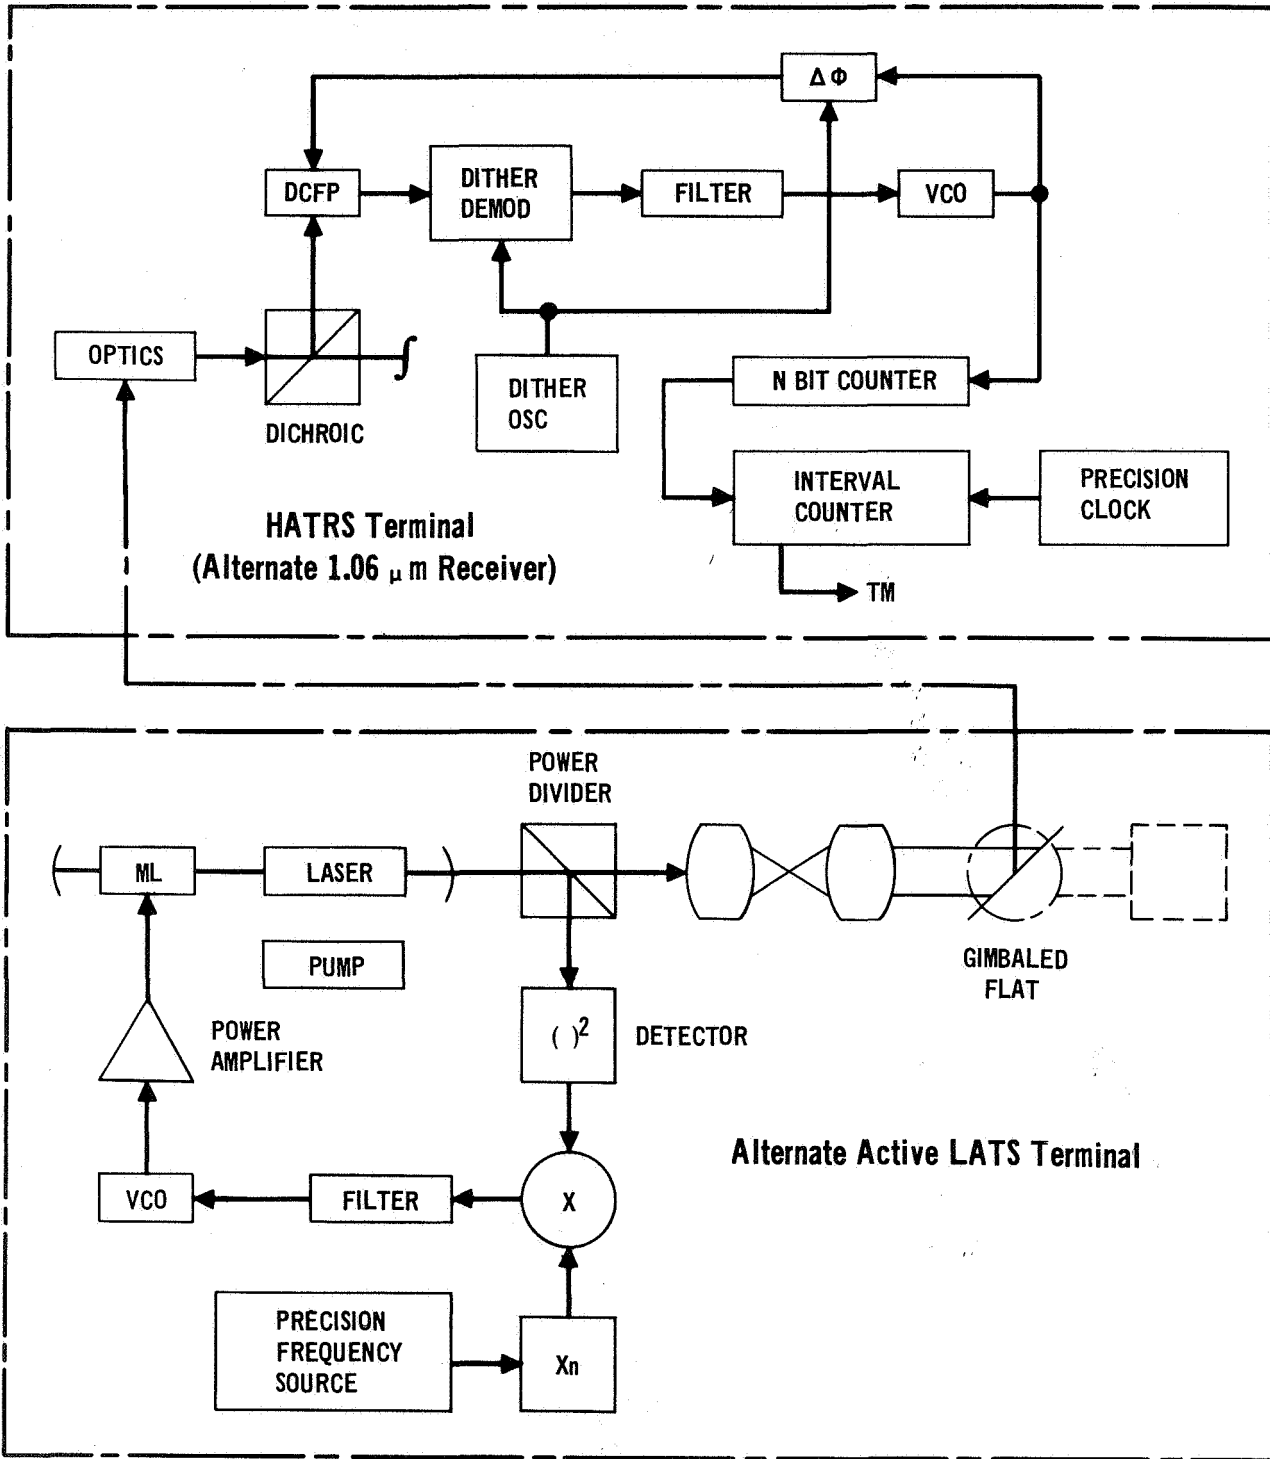 ΔΦ
DCFP
DITHER
DEMOD
FILTER
VCO
OPTICS
DICHROIC
DITHER
OSC
N BIT COUNTER
INTERVAL
COUNTER
PRECISION
CLOCK
TM
HATRS Terminal
(Alternate 1.06 μm Receiver)
POWER
DIVIDER
ML
LASER
PUMP
GIMBALED
FLAT
( )²
DETECTOR
POWER
AMPLIFIER
Alternate Active LATS Terminal
VCO
FILTER
X
PRECISION
FREQUENCY
SOURCE
Xn